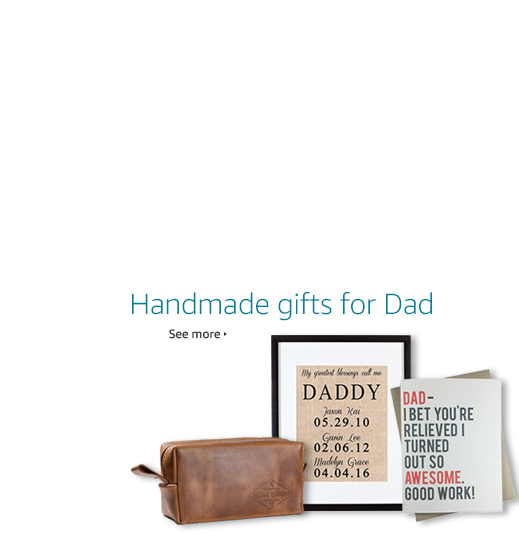 Handmade gifts for Dad
See more ▸
My greatest blessings call me
DADDY
Jaxon Kai
05.29.10
Gavin Lee
02.06.12
Madelyn Grace
04.04.16
DAD–
I BET YOU'RE
RELIEVED I
TURNED
OUT SO
AWESOME.
GOOD WORK!